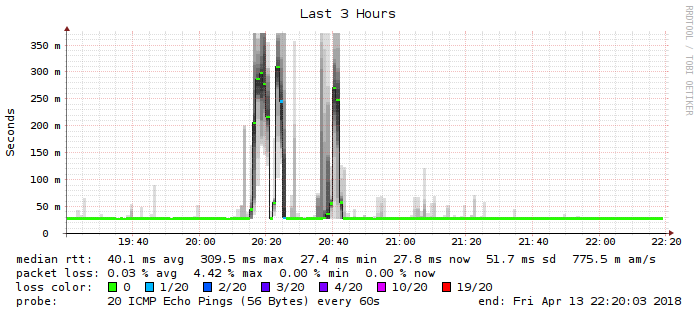 Last 3 Hours
RRDTOOL / TOBI OETIKER
Seconds
350 m
300 m
250 m
200 m
150 m
100 m
50 m
0
19:40 20:00 20:20 20:40 21:00 21:20 21:40 22:00 22:20
median rtt: 40.1 ms avg 309.5 ms max 27.4 ms min 27.8 ms now 51.7 ms sd 775.5 m am/s
packet loss: 0.03 % avg 4.42 % max 0.00 % min 0.00 % now
loss color: 0 1/20 2/20 3/20 4/20 10/20 19/20
probe: 20 ICMP Echo Pings (56 Bytes) every 60s end: Fri Apr 13 22:20:03 2018